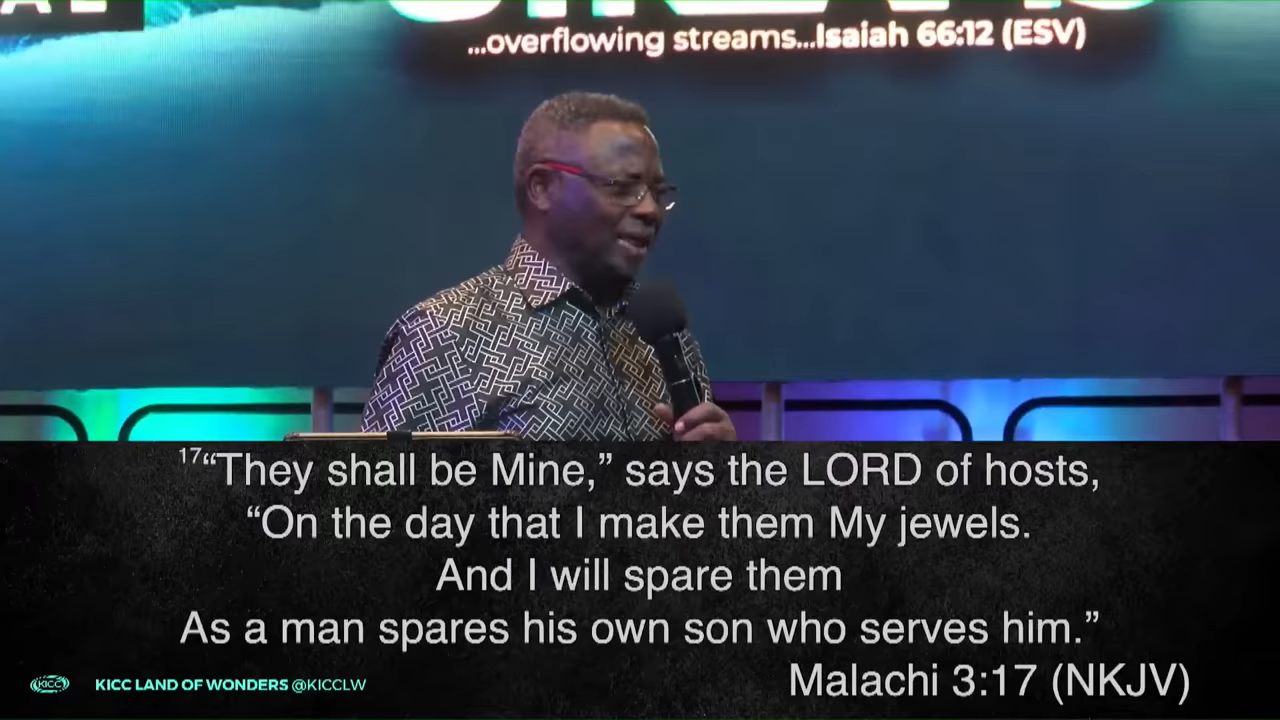 ...overflowing streams...Isaiah 66:12 (ESV)
17“They shall be Mine,” says the LORD of hosts,
“On the day that I make them My jewels.
And I will spare them
As a man spares his own son who serves him.”
Malachi 3:17 (NKJV)
KICC
KICC LAND OF WONDERS @KICCLW